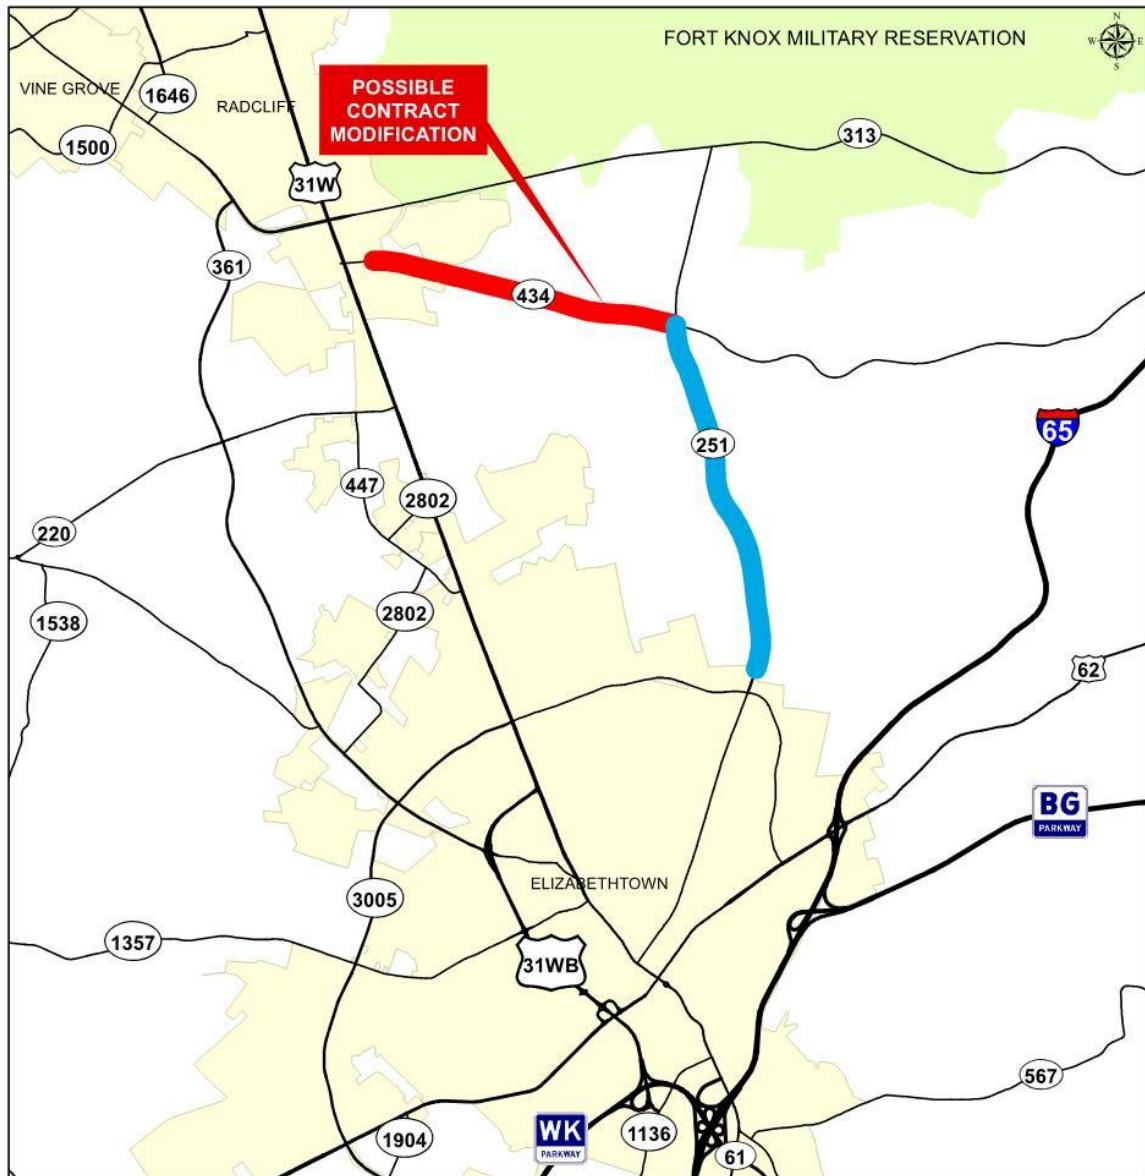 N
FORT KNOX MILITARY RESERVATION
W
E
S
VINE GROVE
1646
RADCLIFF
POSSIBLE
CONTRACT
MODIFICATION
1500
313
31W
361
434
65
251
447
2802
220
1538
2802
62
BG
PARKWAY
ELIZABETHTOWN
3005
1357
31WB
567
WK
PARKWAY
1904
1136
61